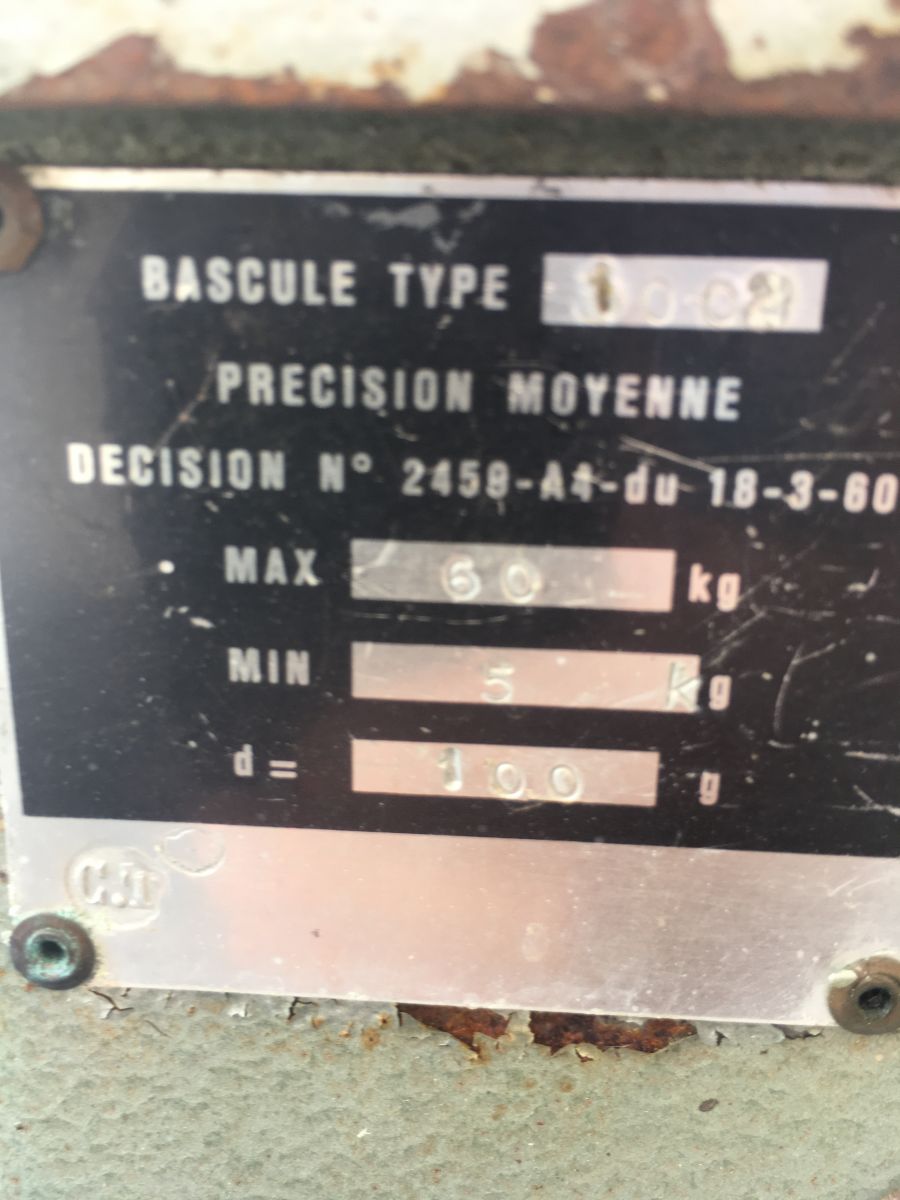 BASCULE TYPE
PRECISION MOYENNE
DECISION N° 2459-A4-du 18-3-60
MAX 60 kg
MIN 5 kg
d= 100 g